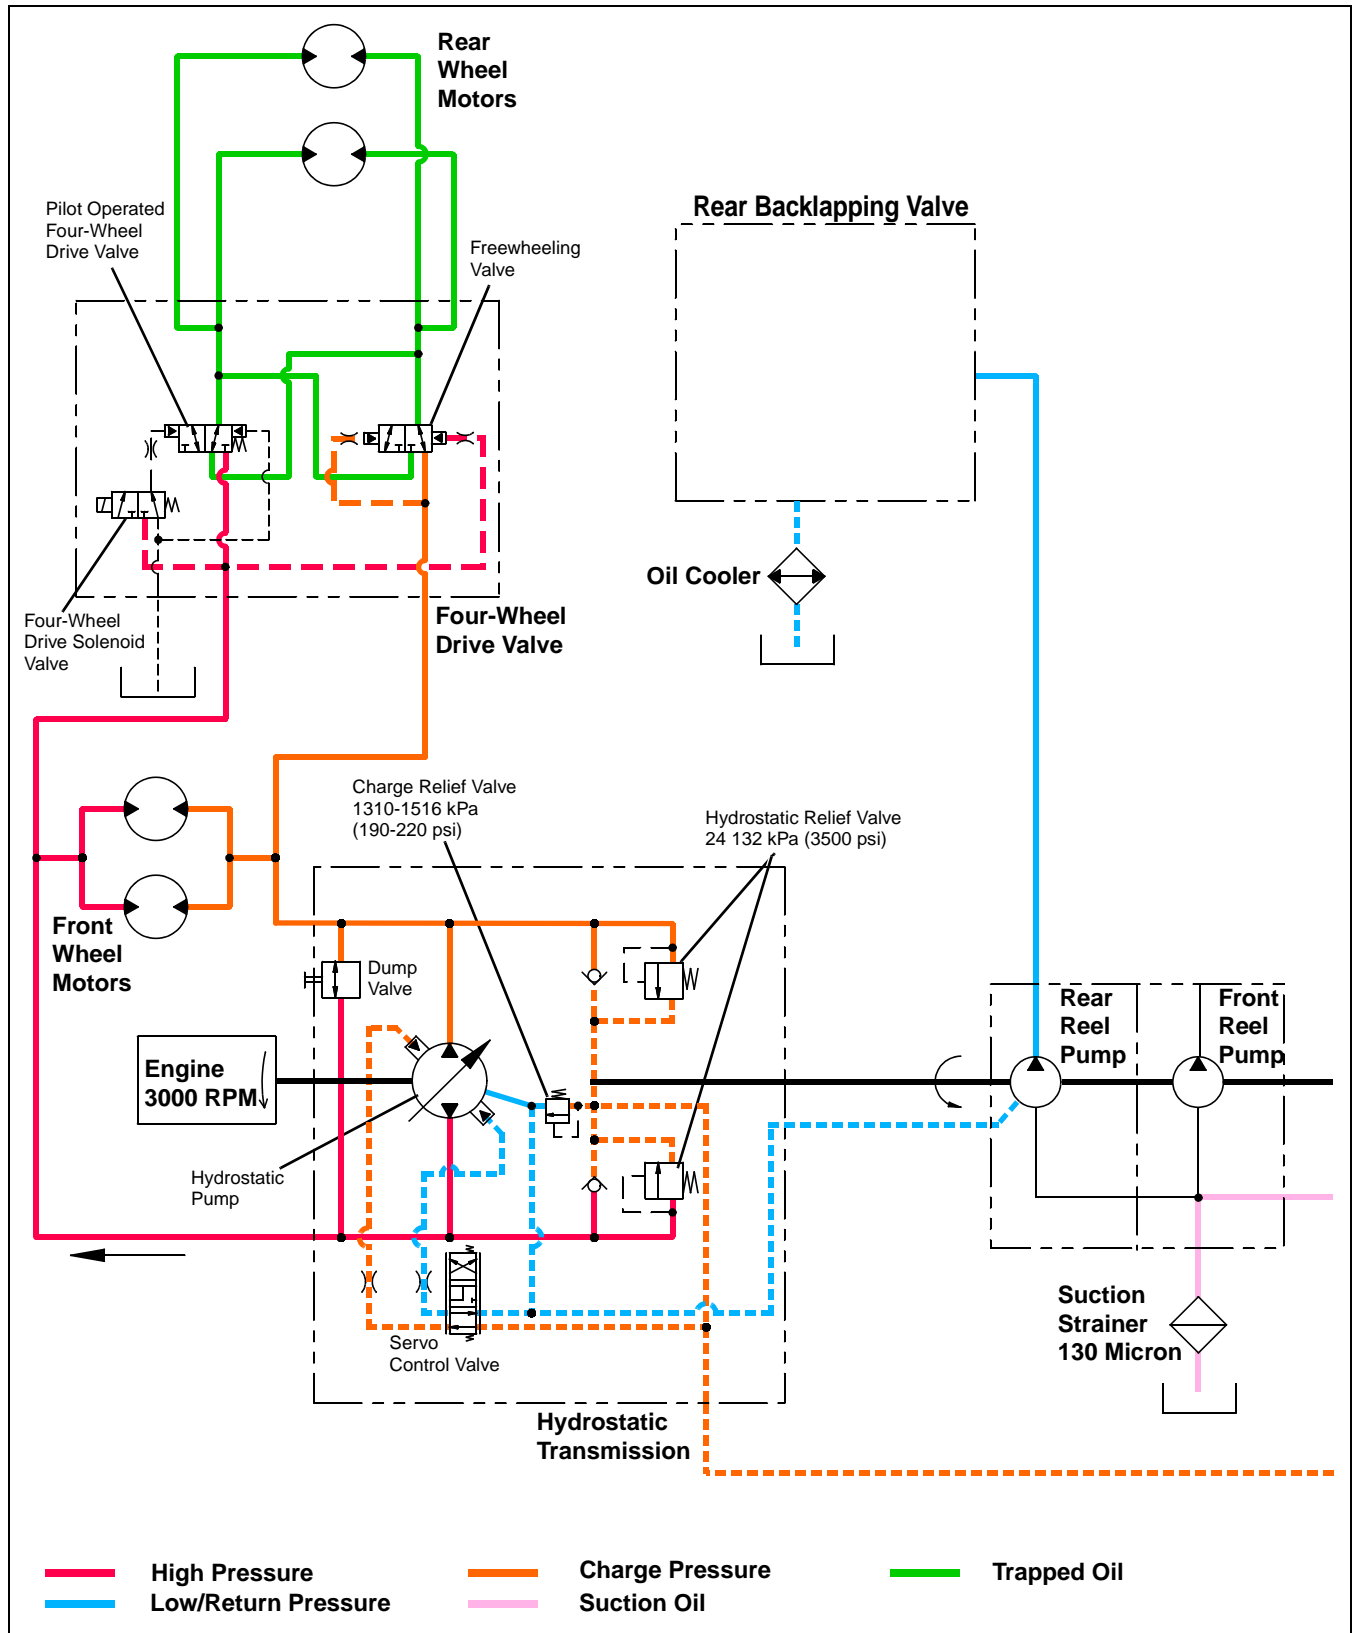 Rear
Wheel
Motors
Pilot Operated
Four-Wheel
Drive Valve
Freewheeling
Valve
Rear Backlapping Valve
Oil Cooler
Four-Wheel
Drive Solenoid
Valve
Four-Wheel
Drive Valve
Charge Relief Valve
1310-1516 kPa
(190-220 psi)
Hydrostatic Relief Valve
24 132 kPa (3500 psi)
Front
Wheel
Motors
Dump
Valve
Engine
3000 RPM
Hydrostatic
Pump
Rear
Reel
Pump
Front
Reel
Pump
Servo
Control Valve
Suction
Strainer
130 Micron
Hydrostatic
Transmission
High Pressure
Charge Pressure
Trapped Oil
Low/Return Pressure
Suction Oil